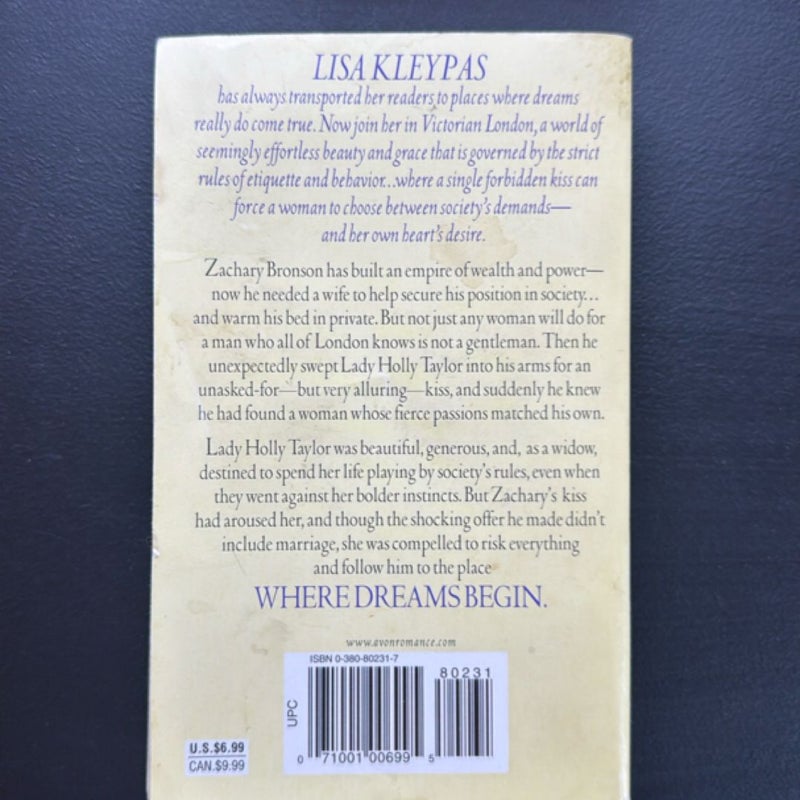 LISA KLEYPAS
has always transported her readers to places where dreams
really do come true. Now join her in Victorian London, a world of
seemingly effortless beauty and grace that is governed by the strict
rules of etiquette and behavior...where a single forbidden kiss can
force a woman to choose between society's demands—
and her own heart's desire.
Zachary Bronson has built an empire of wealth and power—
now he needed a wife to help secure his position in society...
and warm his bed in private. But not just any woman will do for
a man who all of London knows is not a gentleman. Then he
unexpectedly swept Lady Holly Taylor into his arms for an
unasked-for—but very alluring—kiss, and suddenly he knew
he had found a woman whose fierce passions matched his own.
Lady Holly Taylor was beautiful, generous, and, as a widow,
destined to spend her life playing by society's rules, even when
they went against her bolder instincts. But Zachary's kiss
had aroused her, and though the shocking offer he made didn't
include marriage, she was compelled to risk everything
and follow him to the place
WHERE DREAMS BEGIN.
www.avonromance.com
ISBN 0-380-80231-7
80231
UPC
0 71001 00699 5
U.S.$6.99
CAN.$9.99